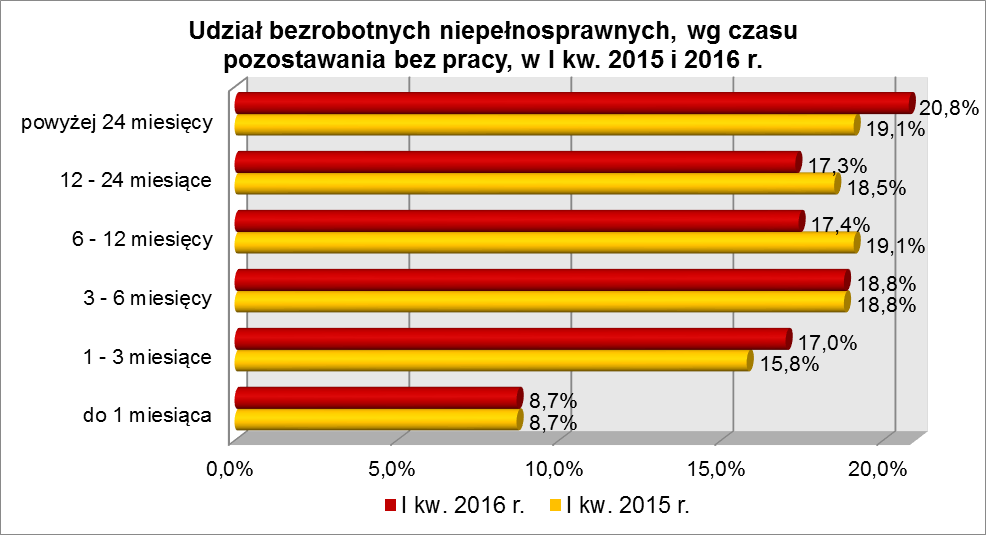 Udział bezrobotnych niepełnosprawnych, wg czasu
pozostawania bez pracy, w I kw. 2015 i 2016 r.
powyżej 24 miesięcy
20,8%
19,1%
12 - 24 miesiące
17,3%
18,5%
6 - 12 miesięcy
17,4%
19,1%
3 - 6 miesięcy
18,8%
18,8%
1 - 3 miesiące
17,0%
15,8%
do 1 miesiąca
8,7%
8,7%
0,0% 5,0% 10,0% 15,0% 20,0%
I kw. 2016 r. I kw. 2015 r.